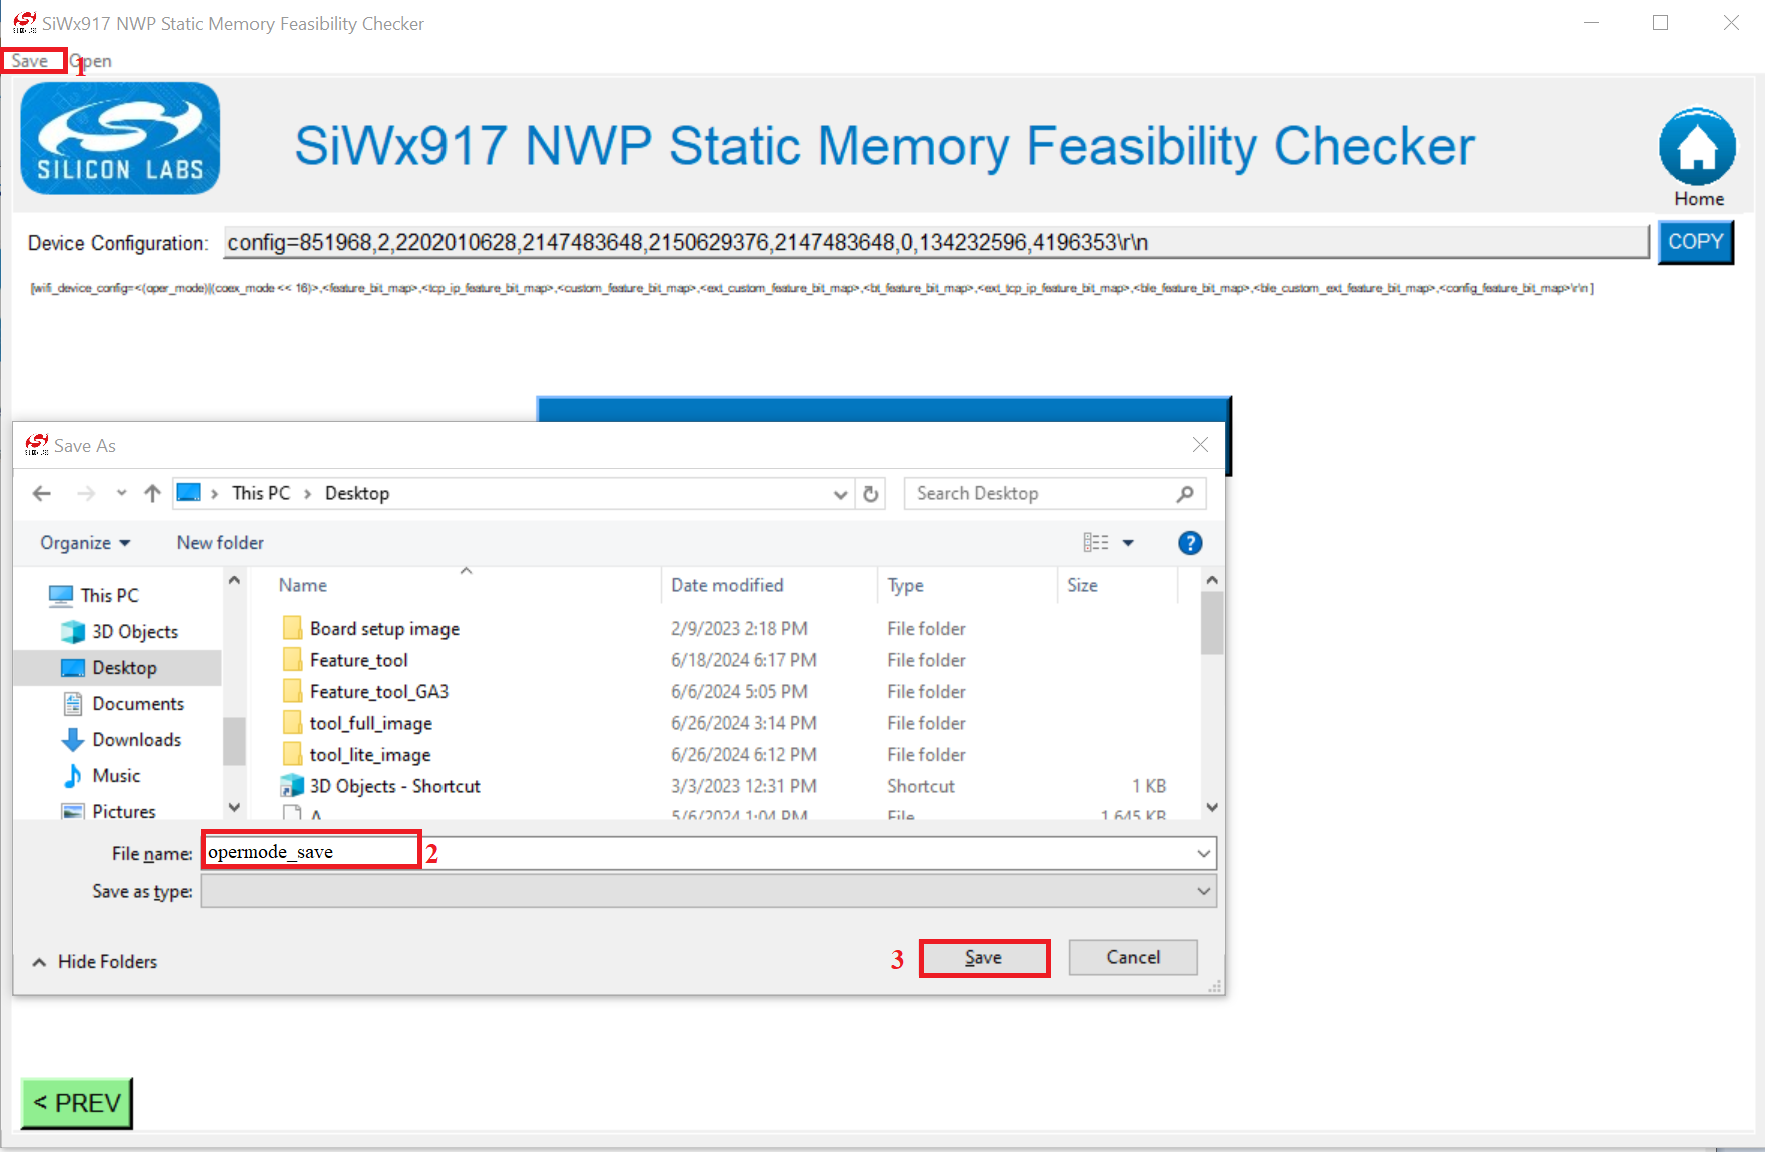 SiWx917 NWP Static Memory Feasibility Checker
Save Open
1
SILICON LABS
SiWx917 NWP Static Memory Feasibility Checker
Home
Device Configuration: config=851968,2,2202010628,2147483648,2150629376,2147483648,0,134232596,4196353\r\n COPY
[wifi_device_config=<(oper_mode)|(coex_mode << 16)>,<feature_bit_map>,<tcp_ip_feature_bit_map>,<custom_feature_bit_map>,<ext_custom_feature_bit_map>,<bt_feature_bit_map>,<ext_tcp_ip_feature_bit_map>,<ble_feature_bit_map>,<ble_custom_ext_feature_bit_map>,<config_feature_bit_map>\r\n ]
Save As
This PC > Desktop
Search Desktop
Organize New folder
?
This PC
3D Objects
Desktop
Documents
Downloads
Music
Pictures
Name Date modified Type Size
Board setup image 2/9/2023 2:18 PM File folder
Feature_tool 6/18/2024 6:17 PM File folder
Feature_tool_GA3 6/6/2024 5:05 PM File folder
tool_full_image 6/26/2024 3:14 PM File folder
tool_lite_image 6/26/2024 6:12 PM File folder
3D Objects - Shortcut 3/3/2023 12:31 PM Shortcut 1 KB
A 5/6/2024 1:04 PM File 1,645 KB
File name: opermode_save 2
Save as type:
Hide Folders
3 Save Cancel
< PREV